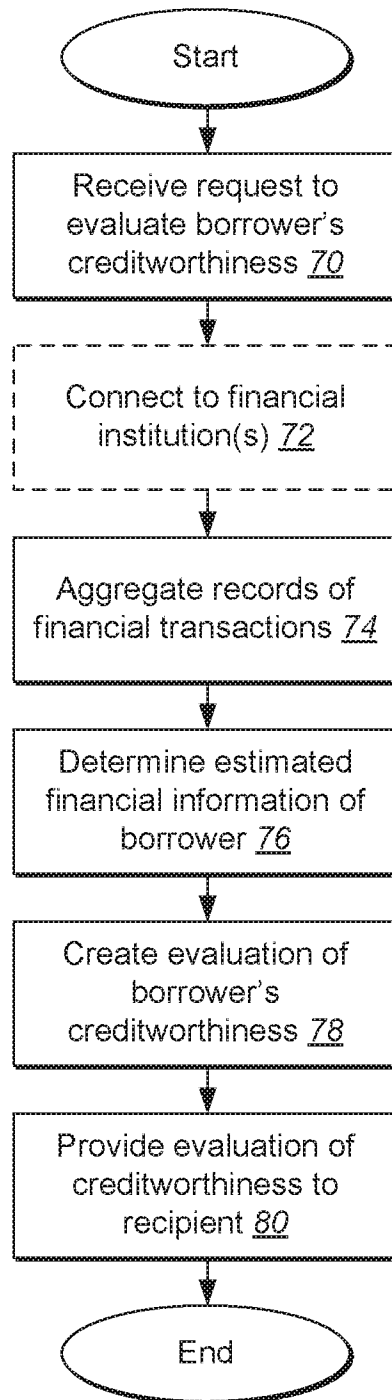 Start
Receive request to
evaluate borrower's
creditworthiness 70
Connect to financial
institution(s) 72
Aggregate records of
financial transactions 74
Determine estimated
financial information of
borrower 76
Create evaluation of
borrower's
creditworthiness 78
Provide evaluation of
creditworthiness to
recipient 80
End